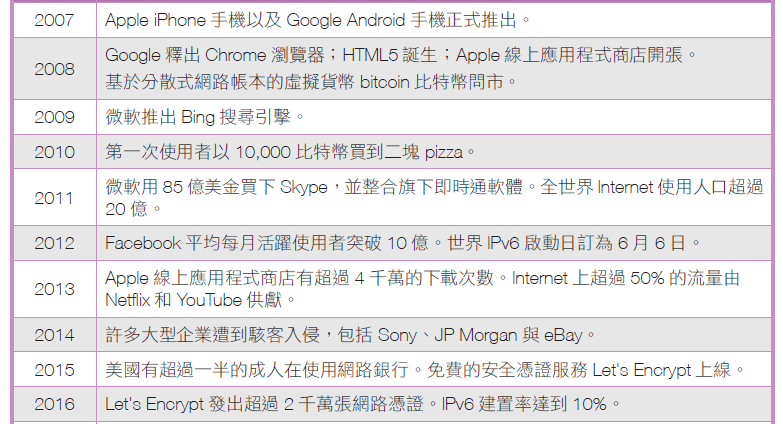 2007 Apple iPhone 手機以及 Google Android 手機正式推出。
2008 Google 釋出 Chrome 瀏覽器；HTML5 誕生；Apple 線上應用程式商店開張。
基於分散式網路帳本的虛擬貨幣 bitcoin 比特幣問市。
2009 微軟推出 Bing 搜尋引擎。
2010 第一次使用者以 10,000 比特幣買到二塊 pizza。
2011 微軟用 85 億美金買下 Skype，並整合旗下即時通軟體。全世界 Internet 使用人口超過
20 億。
2012 Facebook 平均每月活躍使用者突破 10 億。世界 IPv6 啟動日訂為 6 月 6 日。
2013 Apple 線上應用程式商店有超過 4 千萬的下載次數。Internet 上超過 50% 的流量由
Netflix 和 YouTube 供獻。
2014 許多大型企業遭到駭客入侵，包括 Sony、JP Morgan 與 eBay。
2015 美國有超過一半的成人在使用網路銀行。免費的安全憑證服務 Let's Encrypt 上線。
2016 Let's Encrypt 發出超過 2 千萬張網路憑證。IPv6 建置率達到 10%。